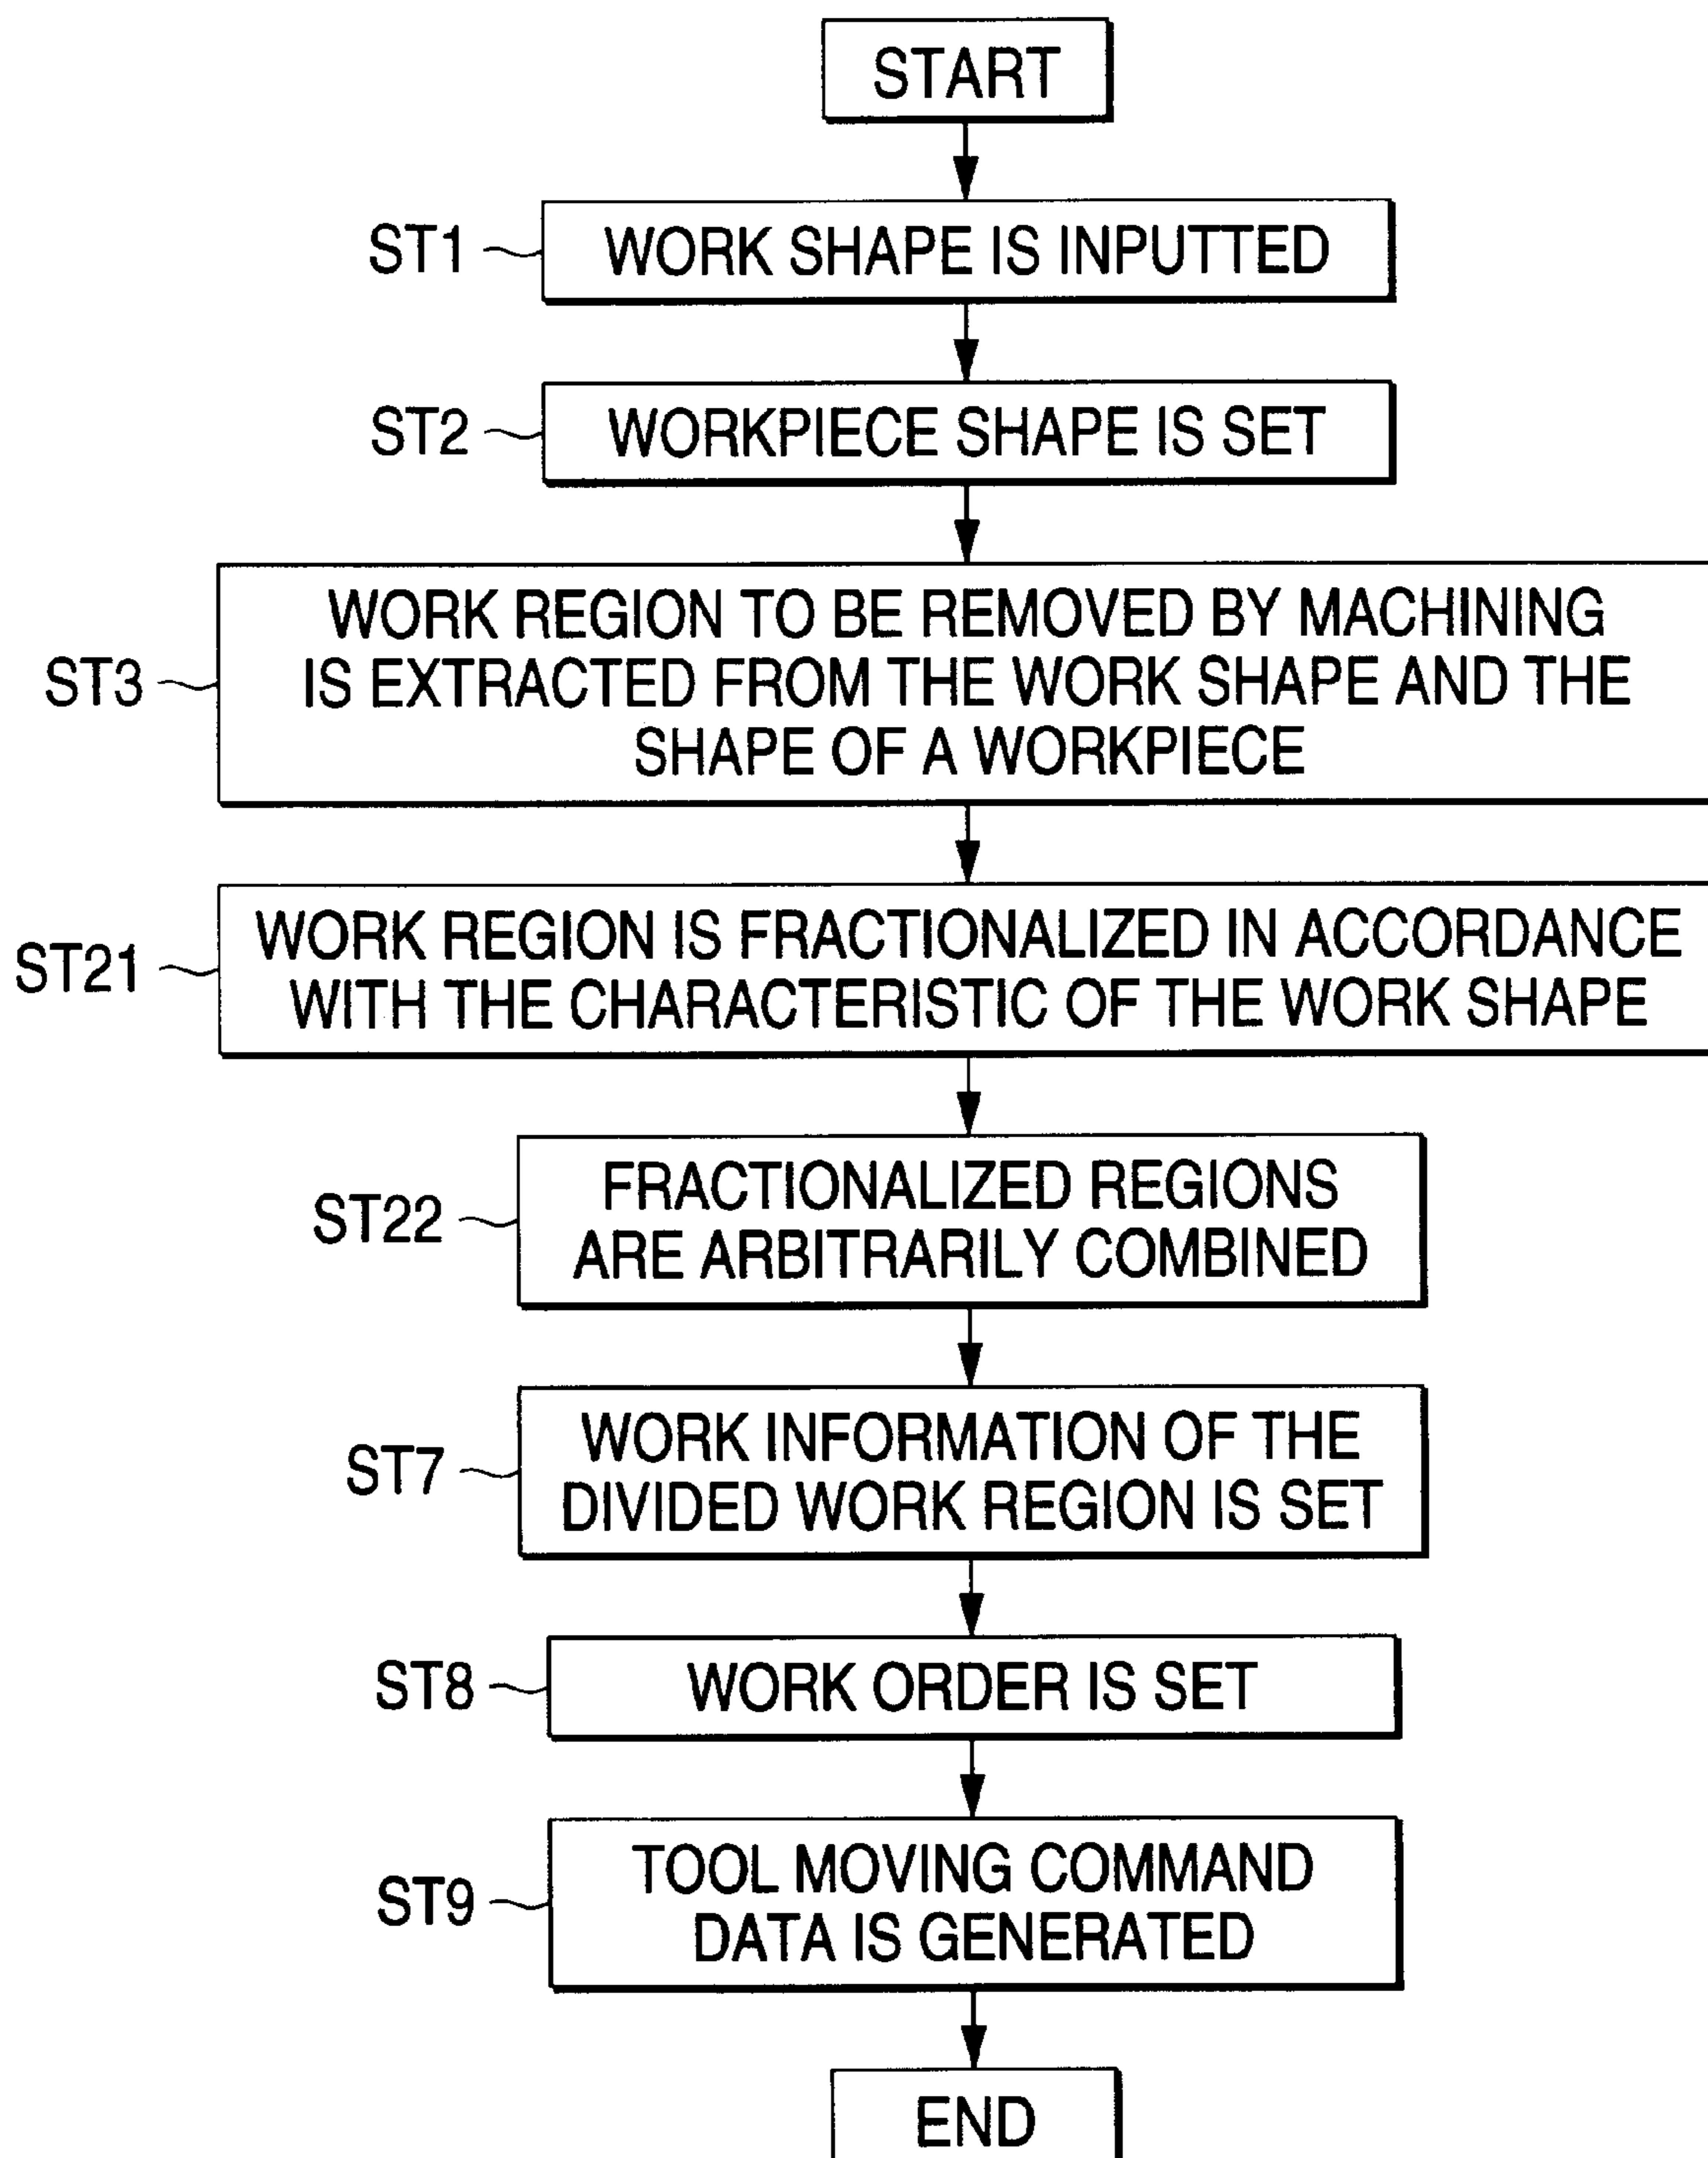 START
ST1
WORK SHAPE IS INPUTTED
ST2
WORKPIECE SHAPE IS SET
ST3
WORK REGION TO BE REMOVED BY MACHINING
IS EXTRACTED FROM THE WORK SHAPE AND THE
SHAPE OF A WORKPIECE
ST21
WORK REGION IS FRACTIONALIZED IN ACCORDANCE
WITH THE CHARACTERISTIC OF THE WORK SHAPE
ST22
FRACTIONALIZED REGIONS
ARE ARBITRARILY COMBINED
ST7
WORK INFORMATION OF THE
DIVIDED WORK REGION IS SET
ST8
WORK ORDER IS SET
ST9
TOOL MOVING COMMAND
DATA IS GENERATED
END